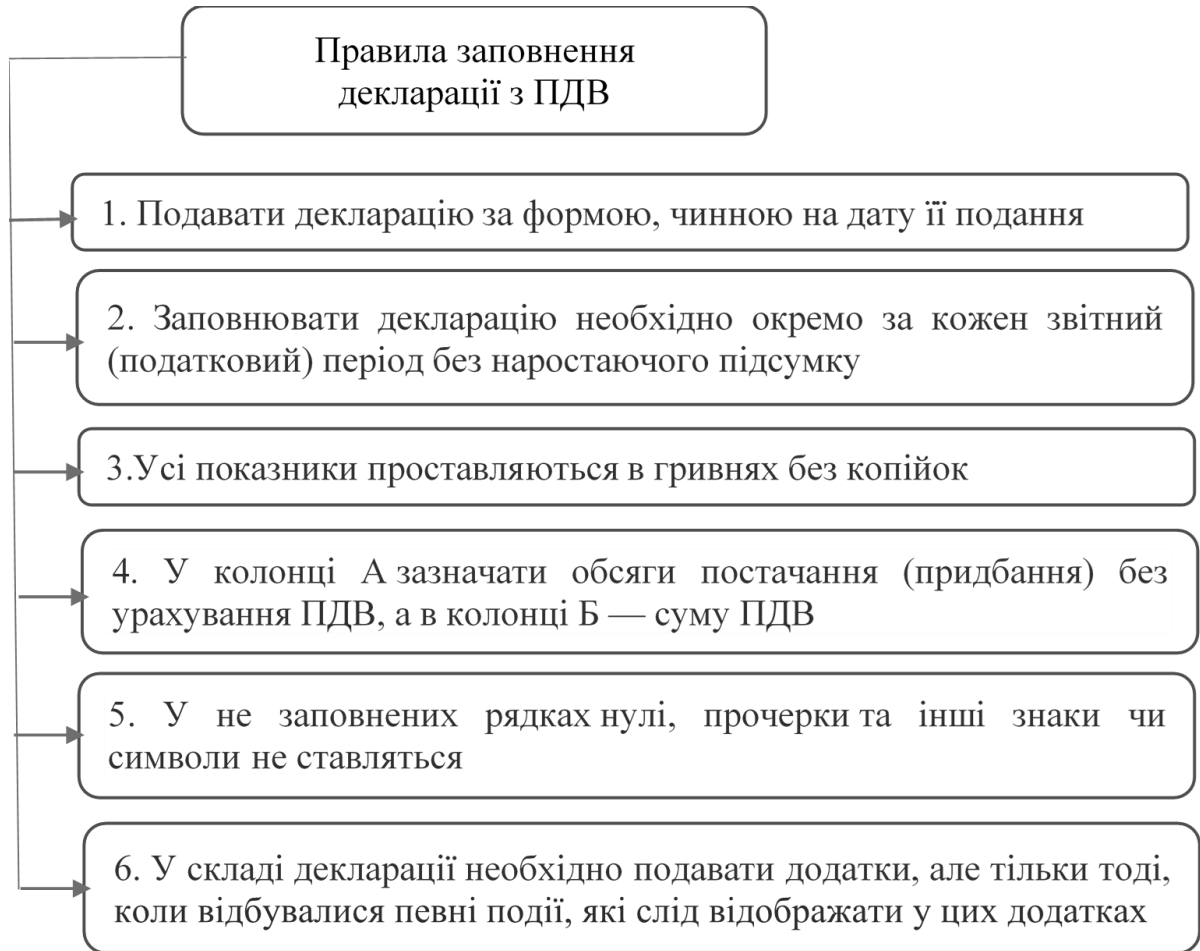 Правила заповнення
декларації з ПДВ
1. Подавати декларацію за формою, чинною на дату її подання
2. Заповнювати декларацію необхідно окремо за кожен звітний
(податковий) період без наростаючого підсумку
3.Усі показники проставляються в гривнях без копійок
4. У колонці А зазначати обсяги постачання (придбання) без
урахування ПДВ, а в колонці Б — суму ПДВ
5. У не заповнених рядках нулі, прочерки та інші знаки чи
символи не ставляться
6. У складі декларації необхідно подавати додатки, але тільки тоді,
коли відбувалися певні події, які слід відображати у цих додатках